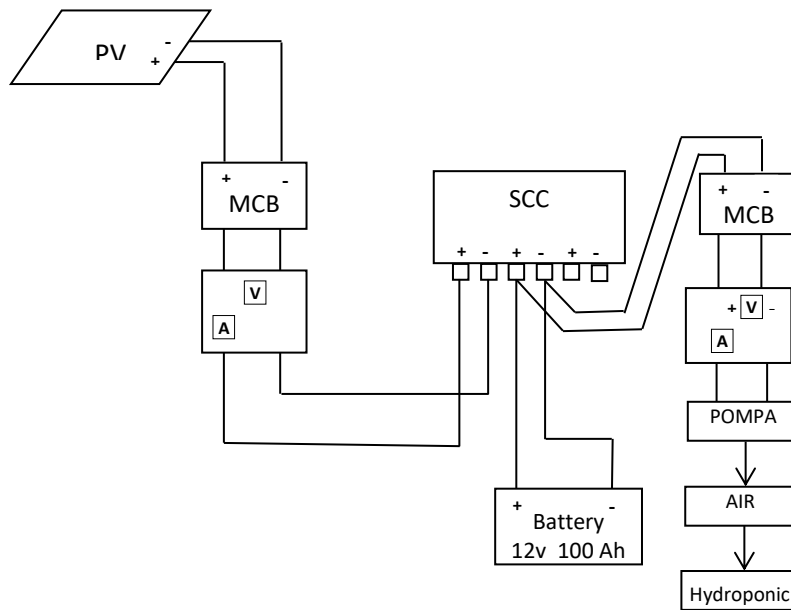 PV
-
+
+ -
MCB
V
A
SCC
+ - + - + -
Battery
+ -
12v 100 Ah
+ -
MCB
+ V -
A
POMPA
AIR
Hydroponic